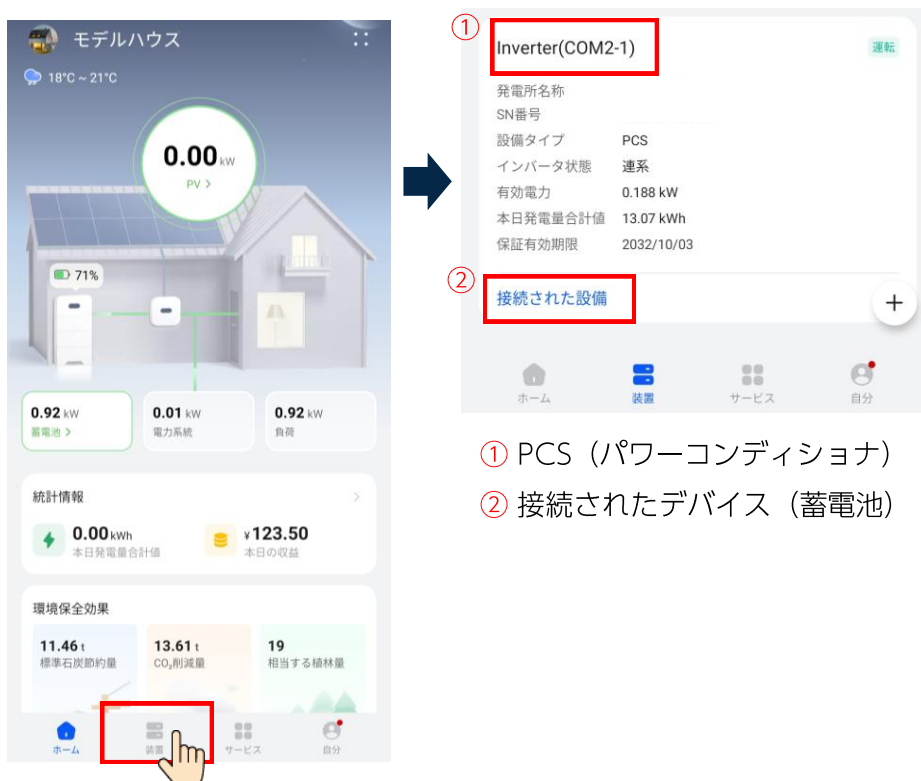 モデルハウス
18°C ~ 21°C
0.00 kW
PV >
71%
0.92 kW
蓄電池 >
0.01 kW
電力系統
0.92 kW
負荷
統計情報
0.00 kWh
本日発電量合計値
¥123.50
本日の収益
環境保全効果
11.46 t
標準石炭節約量
13.61 t
CO₂削減量
19
相当する植林量
ホーム
装置
サービス
自分
①
Inverter(COM2-1)
運転
発電所名称
SN番号
設備タイプ PCS
インバータ状態 連系
有効電力 0.188 kW
本日発電量合計値 13.07 kWh
保証有効期限 2032/10/03
②
接続された設備
+
ホーム
装置
サービス
自分
① PCS（パワーコンディショナ）
② 接続されたデバイス（蓄電池）